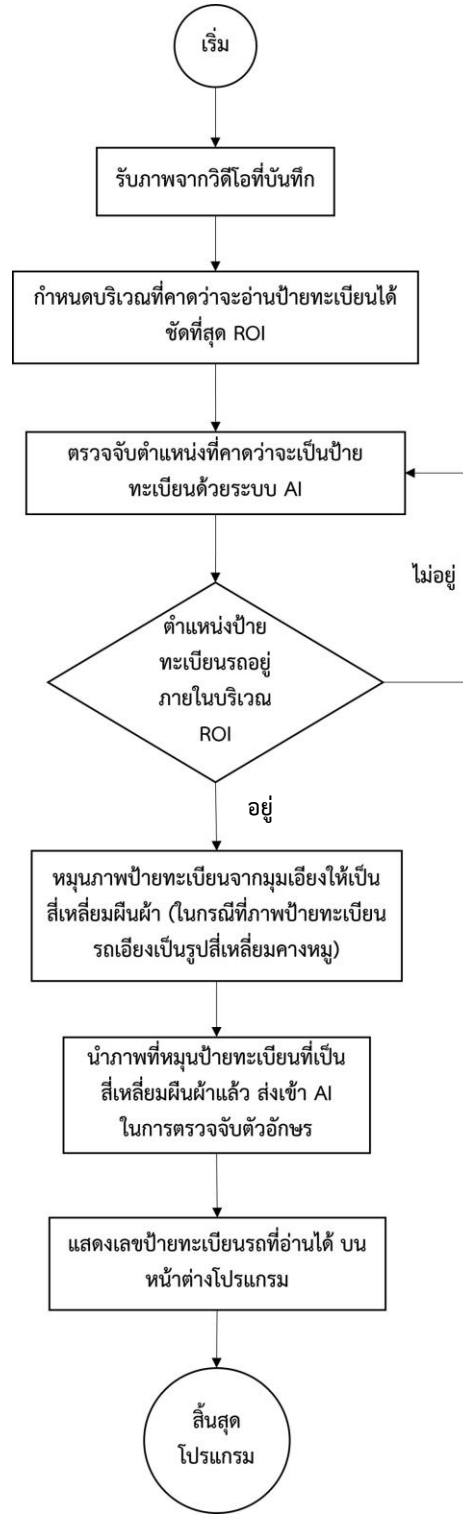 เริ่ม
รับภาพจากวิดีโอที่บันทึก
กำหนดบริเวณที่คาดว่าจะอ่านป้ายทะเบียนได้
ชัดที่สุด ROI
ตรวจจับตำแหน่งที่คาดว่าจะเป็นป้าย
ทะเบียนด้วยระบบ AI
ไม่อยู่
ตำแหน่งป้าย
ทะเบียนรถอยู่
ภายในบริเวณ
ROI
อยู่
หมุนภาพป้ายทะเบียนจากมุมเอียงให้เป็น
สี่เหลี่ยมผืนผ้า (ในกรณีที่ภาพป้ายทะเบียน
รถเอียงเป็นรูปสี่เหลี่ยมคางหมู)
นำภาพที่หมุนป้ายทะเบียนที่เป็น
สี่เหลี่ยมผืนผ้าแล้ว ส่งเข้า AI
ในการตรวจจับตัวอักษร
แสดงเลขป้ายทะเบียนรถที่อ่านได้ บน
หน้าต่างโปรแกรม
สิ้นสุด
โปรแกรม